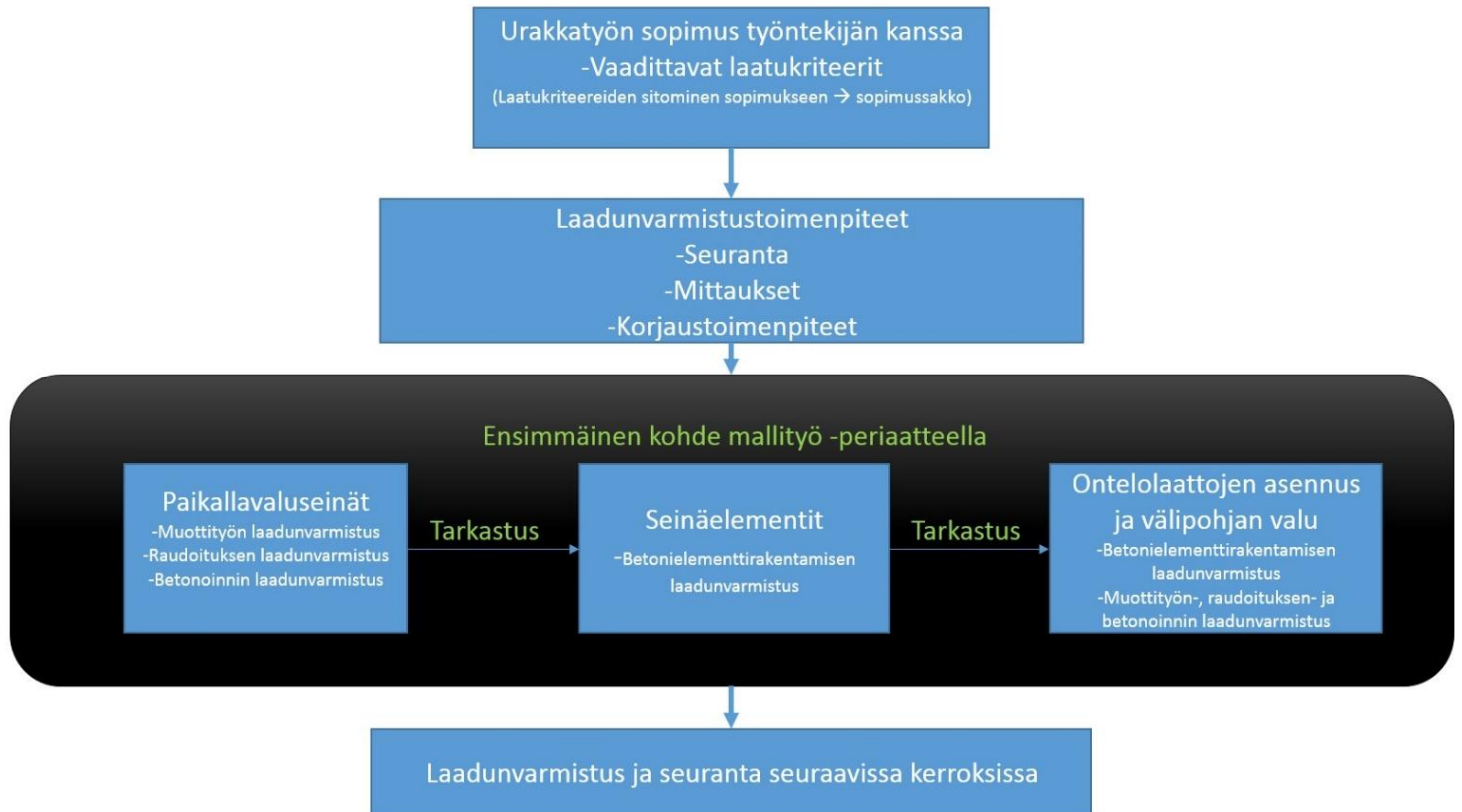 Urakkatyön sopimus työntekijän kanssa
-Vaadittavat laatukriteerit
(Laatukriteereiden sitominen sopimukseen → sopimussakko)
Laadunvarmistustoimenpiteet
-Seuranta
-Mittaukset
-Korjaustoimenpiteet
Ensimmäinen kohde mallityö -periaatteella
Paikallavaluseinät
-Muottityön laadunvarmistus
-Raudoituksen laadunvarmistus
-Betonoinnin laadunvarmistus
Tarkastus
Seinäelementit
-Betonielementtirakentamisen
laadunvarmistus
Tarkastus
Ontelolaattojen asennus
ja välipohjan valu
-Betonielementtirakentamisen
laadunvarmistus
-Muottityön-, raudoituksen- ja
betonoinnin laadunvarmistus
Laadunvarmistus ja seuranta seuraavissa kerroksissa